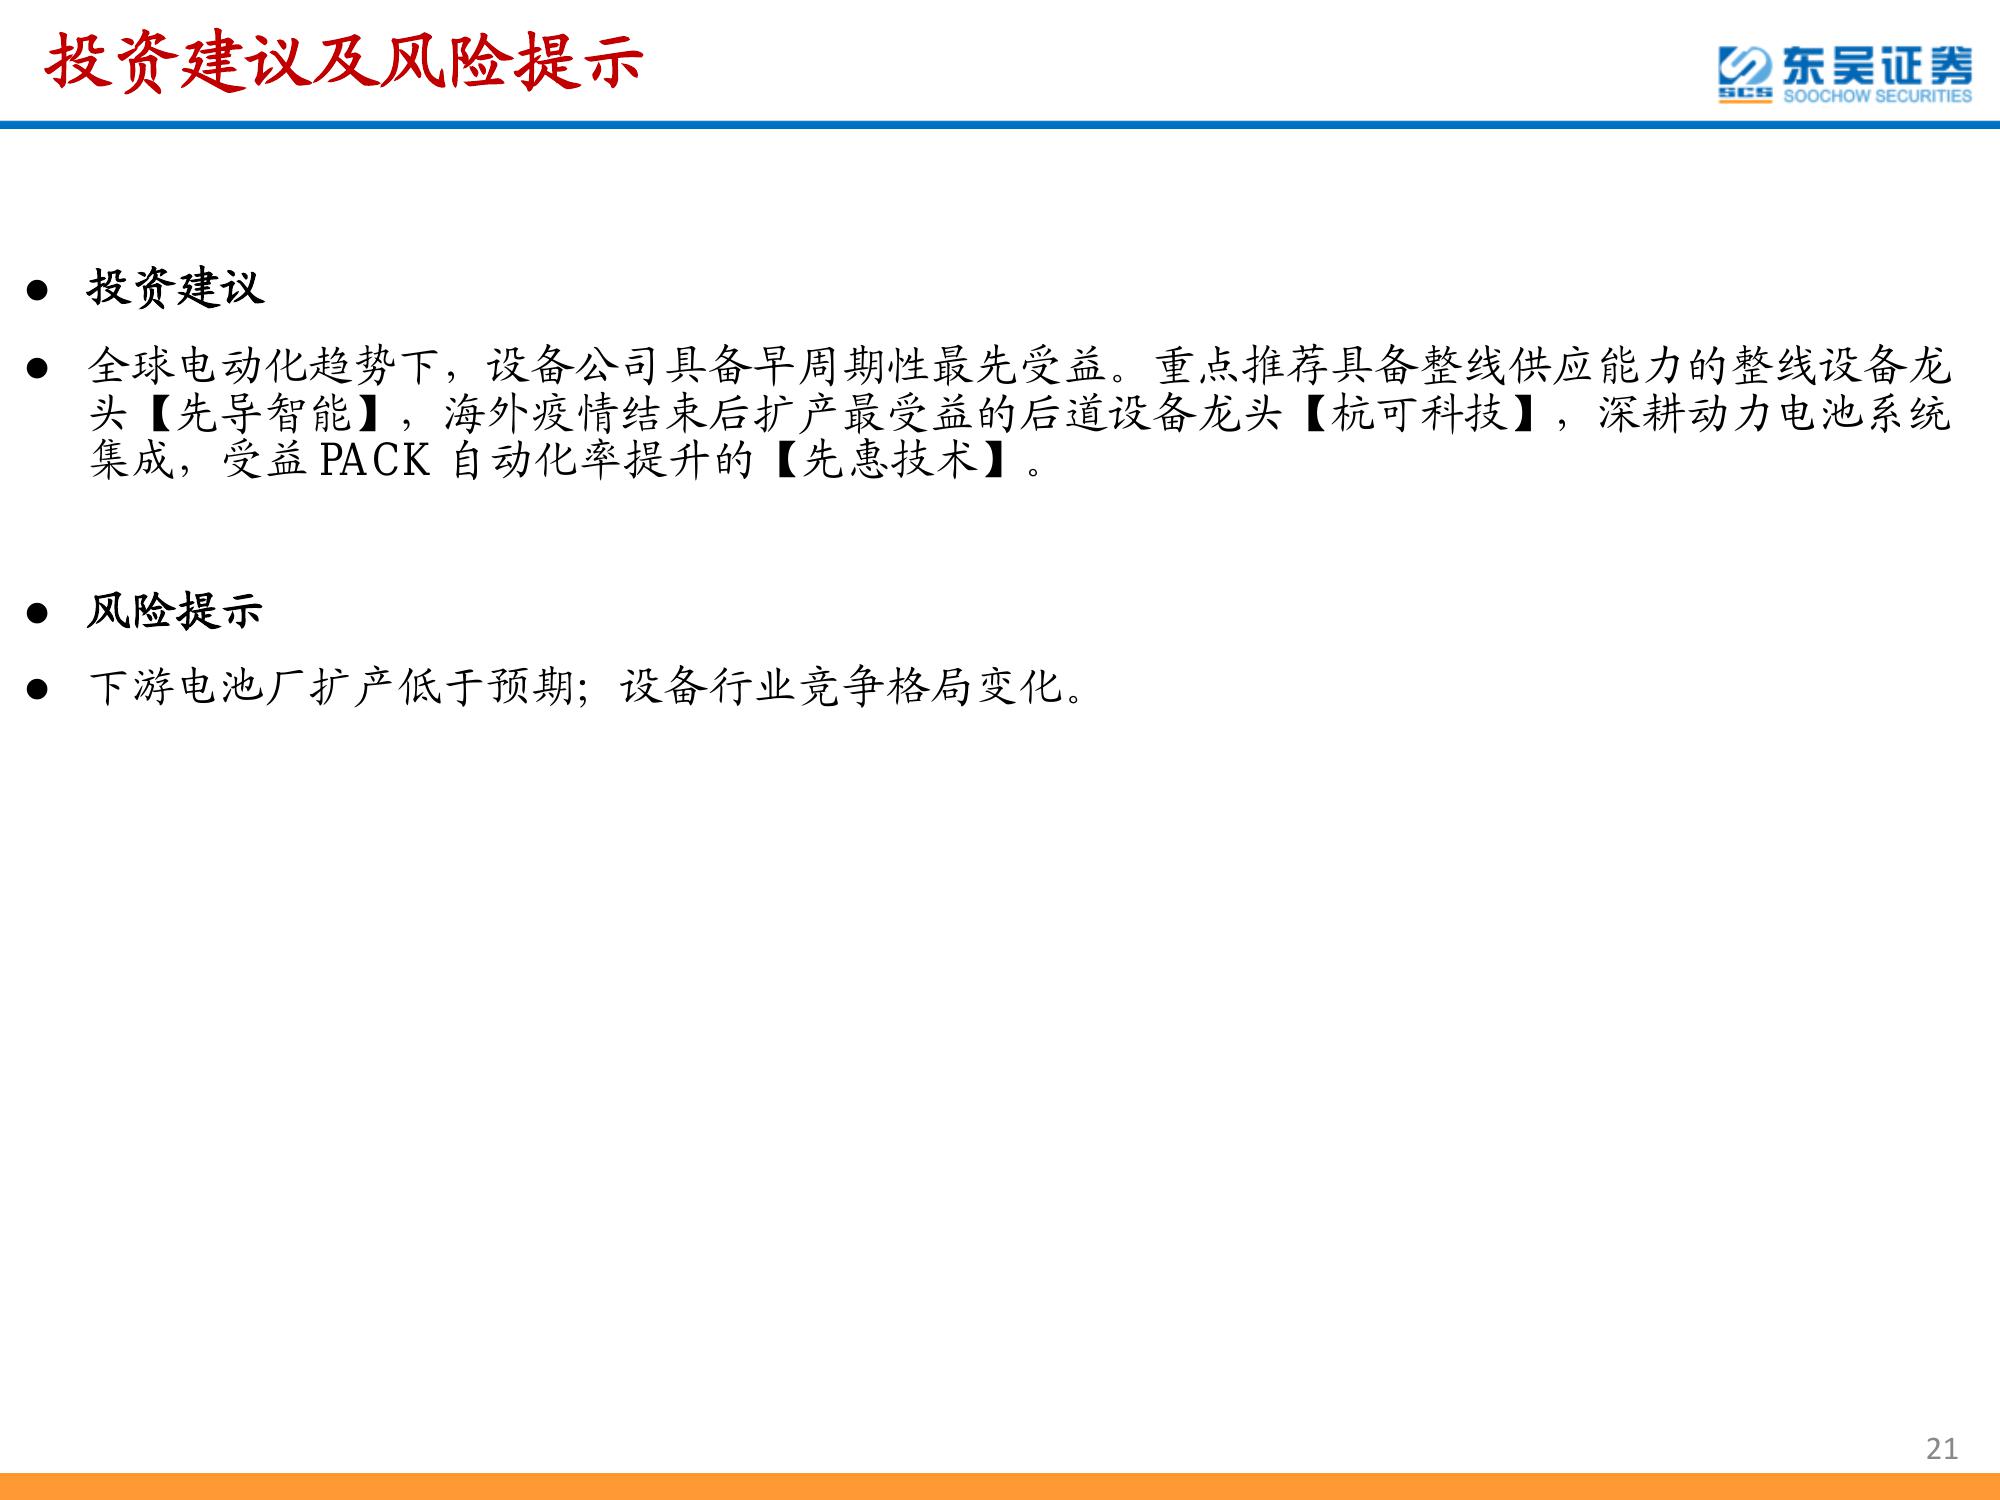 投资建议及风险提示
东吴证券
SCS
SOOCHOW SECURITIES
● 投资建议
● 全球电动化趋势下，设备公司具备早周期性最先受益。重点推荐具备整线供应能力的整线设备龙
头【先导智能】，海外疫情结束后扩产最受益的后道设备龙头【杭可科技】，深耕动力电池系统
集成，受益PACK 自动化率提升的【先惠技术】。
● 风险提示
● 下游电池厂扩产低于预期；设备行业竞争格局变化。
21